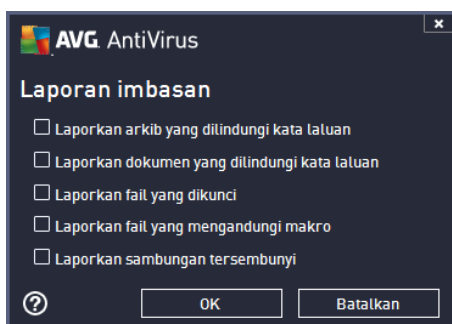 AVG. AntiVirus
Laporan imbasan
Laporkan arkib yang dilindungi kata laluan
Laporkan dokumen yang dilindungi kata laluan
Laporkan fail yang dikunci
Laporkan fail yang mengandungi makro
Laporkan sambungan tersembunyi
OK
Batalkan